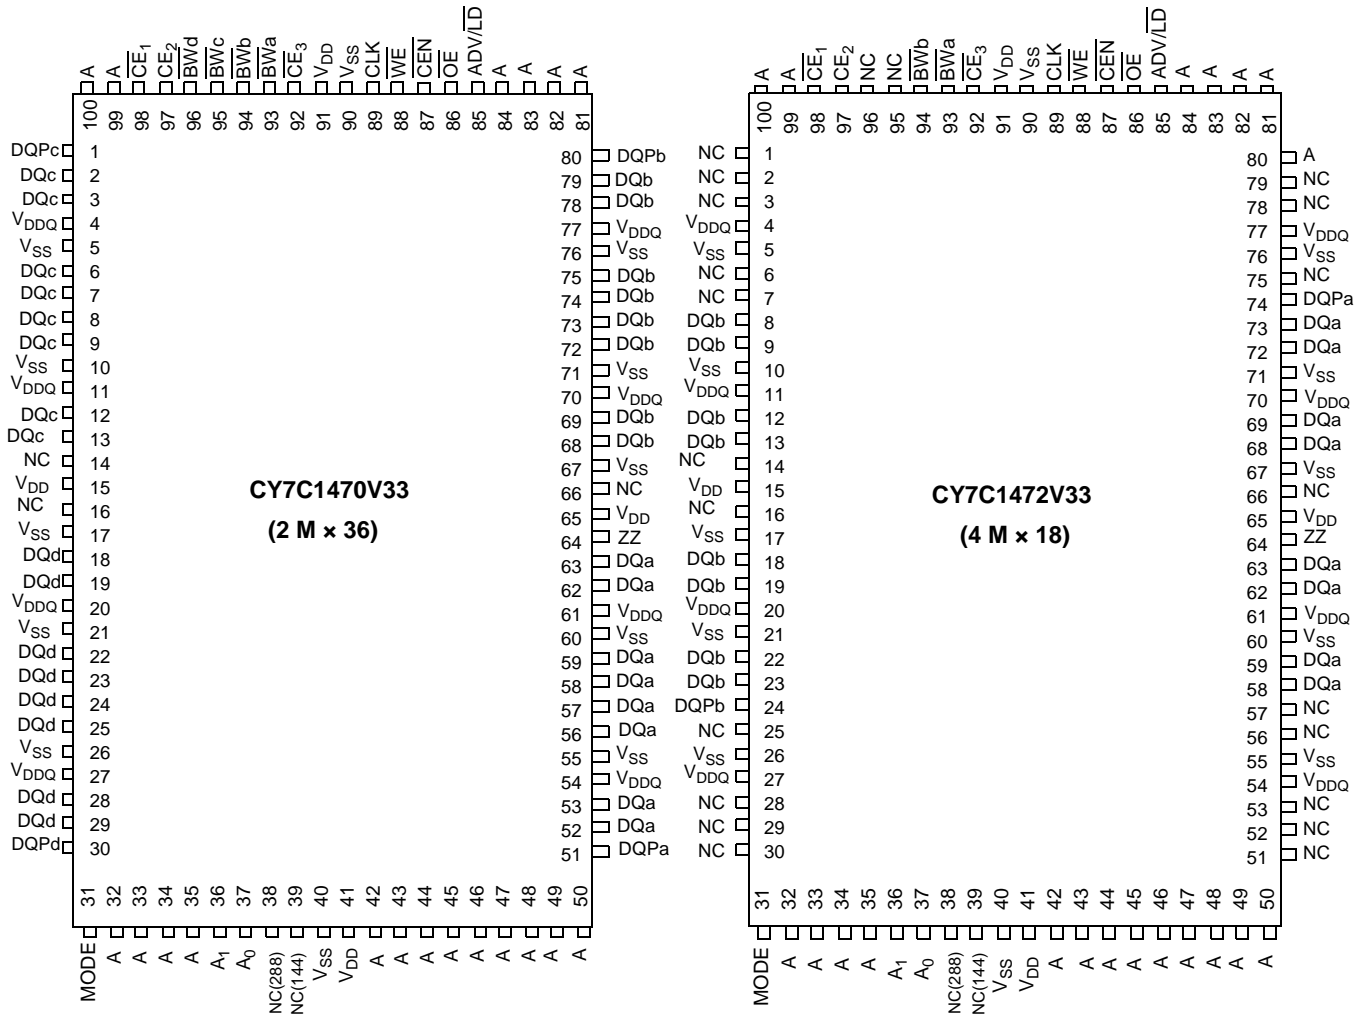 A A CE1 CE2 BWd BWc BWb BWa CE3 VDD VSS CLK WE CEN OE ADV/LD A A A A
100 99 98 97 96 95 94 93 92 91 90 89 88 87 86 85 84 83 82 81
DQPc 1 80 DQPb
DQc 2 79 DQb
DQc 3 78 DQb
VDDQ 4 77 VDDQ
VSS 5 76 VSS
DQc 6 75 DQb
DQc 7 74 DQb
DQc 8 73 DQb
DQc 9 72 DQb
VSS 10 71 VSS
VDDQ 11 70 VDDQ
DQc 12 69 DQb
DQc 13 68 DQb
NC 14 67 VSS
VDD 15 66 NC
NC 16 65 VDD
VSS 17 64 ZZ
DQd 18 63 DQa
DQd 19 62 DQa
VDDQ 20 61 VDDQ
VSS 21 60 VSS
DQd 22 59 DQa
DQd 23 58 DQa
DQd 24 57 DQa
DQd 25 56 DQa
VSS 26 55 VSS
VDDQ 27 54 VDDQ
DQd 28 53 DQa
DQd 29 52 DQa
DQPd 30 51 DQPa
CY7C1470V33
(2 M × 36)
31 32 33 34 35 36 37 38 39 40 41 42 43 44 45 46 47 48 49 50
MODE A A A A A1 A0 NC(288) NC(144) VSS VDD A A A A A A A A A
A A CE1 CE2 NC NC BWb BWa CE3 VDD VSS CLK WE CEN OE ADV/LD A A A A
100 99 98 97 96 95 94 93 92 91 90 89 88 87 86 85 84 83 82 81
NC 1 80 A
NC 2 79 NC
NC 3 78 NC
VDDQ 4 77 VDDQ
VSS 5 76 VSS
NC 6 75 NC
NC 7 74 DQPa
DQb 8 73 DQa
DQb 9 72 DQa
VSS 10 71 VSS
VDDQ 11 70 VDDQ
DQb 12 69 DQa
DQb 13 68 DQa
NC 14 67 VSS
VDD 15 66 NC
NC 16 65 VDD
VSS 17 64 ZZ
DQb 18 63 DQa
DQb 19 62 DQa
VDDQ 20 61 VDDQ
VSS 21 60 VSS
DQb 22 59 DQa
DQb 23 58 DQa
DQPb 24 57 NC
NC 25 56 NC
VSS 26 55 VSS
VDDQ 27 54 VDDQ
NC 28 53 NC
NC 29 52 NC
NC 30 51 NC
CY7C1472V33
(4 M × 18)
31 32 33 34 35 36 37 38 39 40 41 42 43 44 45 46 47 48 49 50
MODE A A A A A1 A0 NC(288) NC(144) VSS VDD A A A A A A A A A